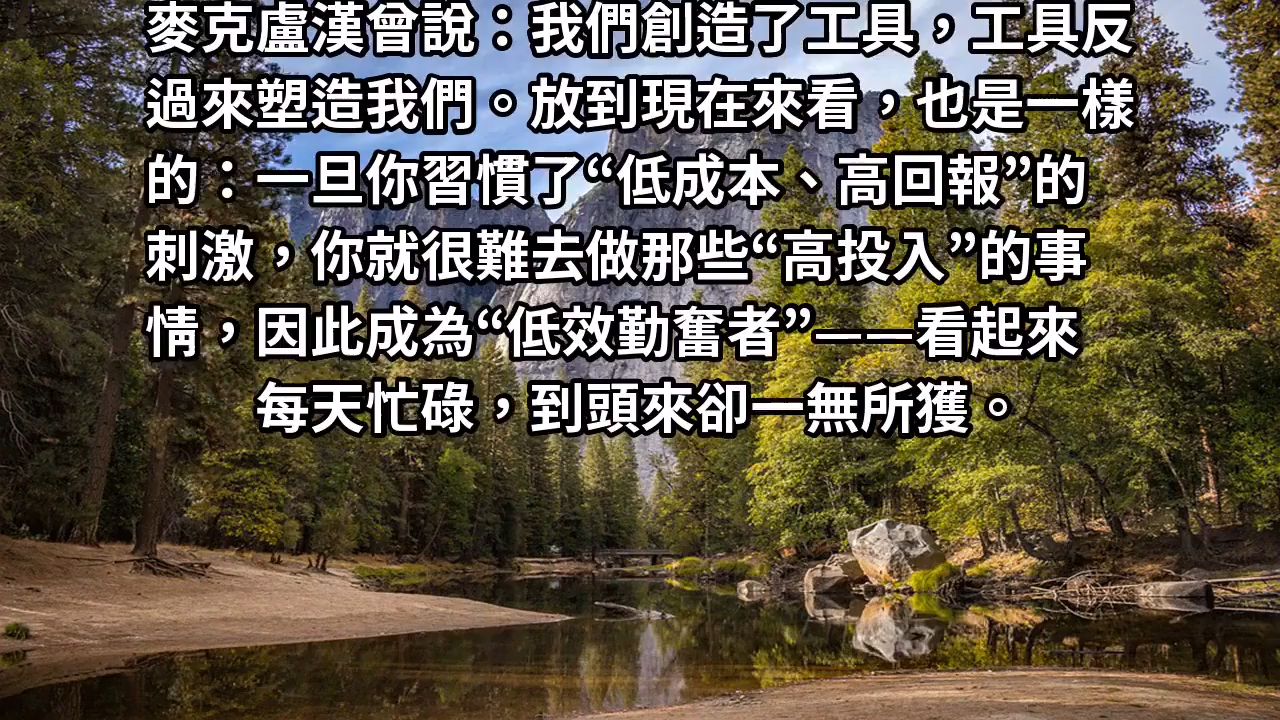 麥克盧漢曾說：我們創造了工具，工具反
過來塑造我們。放到現在來看，也是一樣
的：一旦你習慣了“低成本、高回報”的
刺激，你就很難去做那些“高投入”的事
情，因此成為“低效勤奮者”——看起來
每天忙碌，到頭來卻一無所獲。